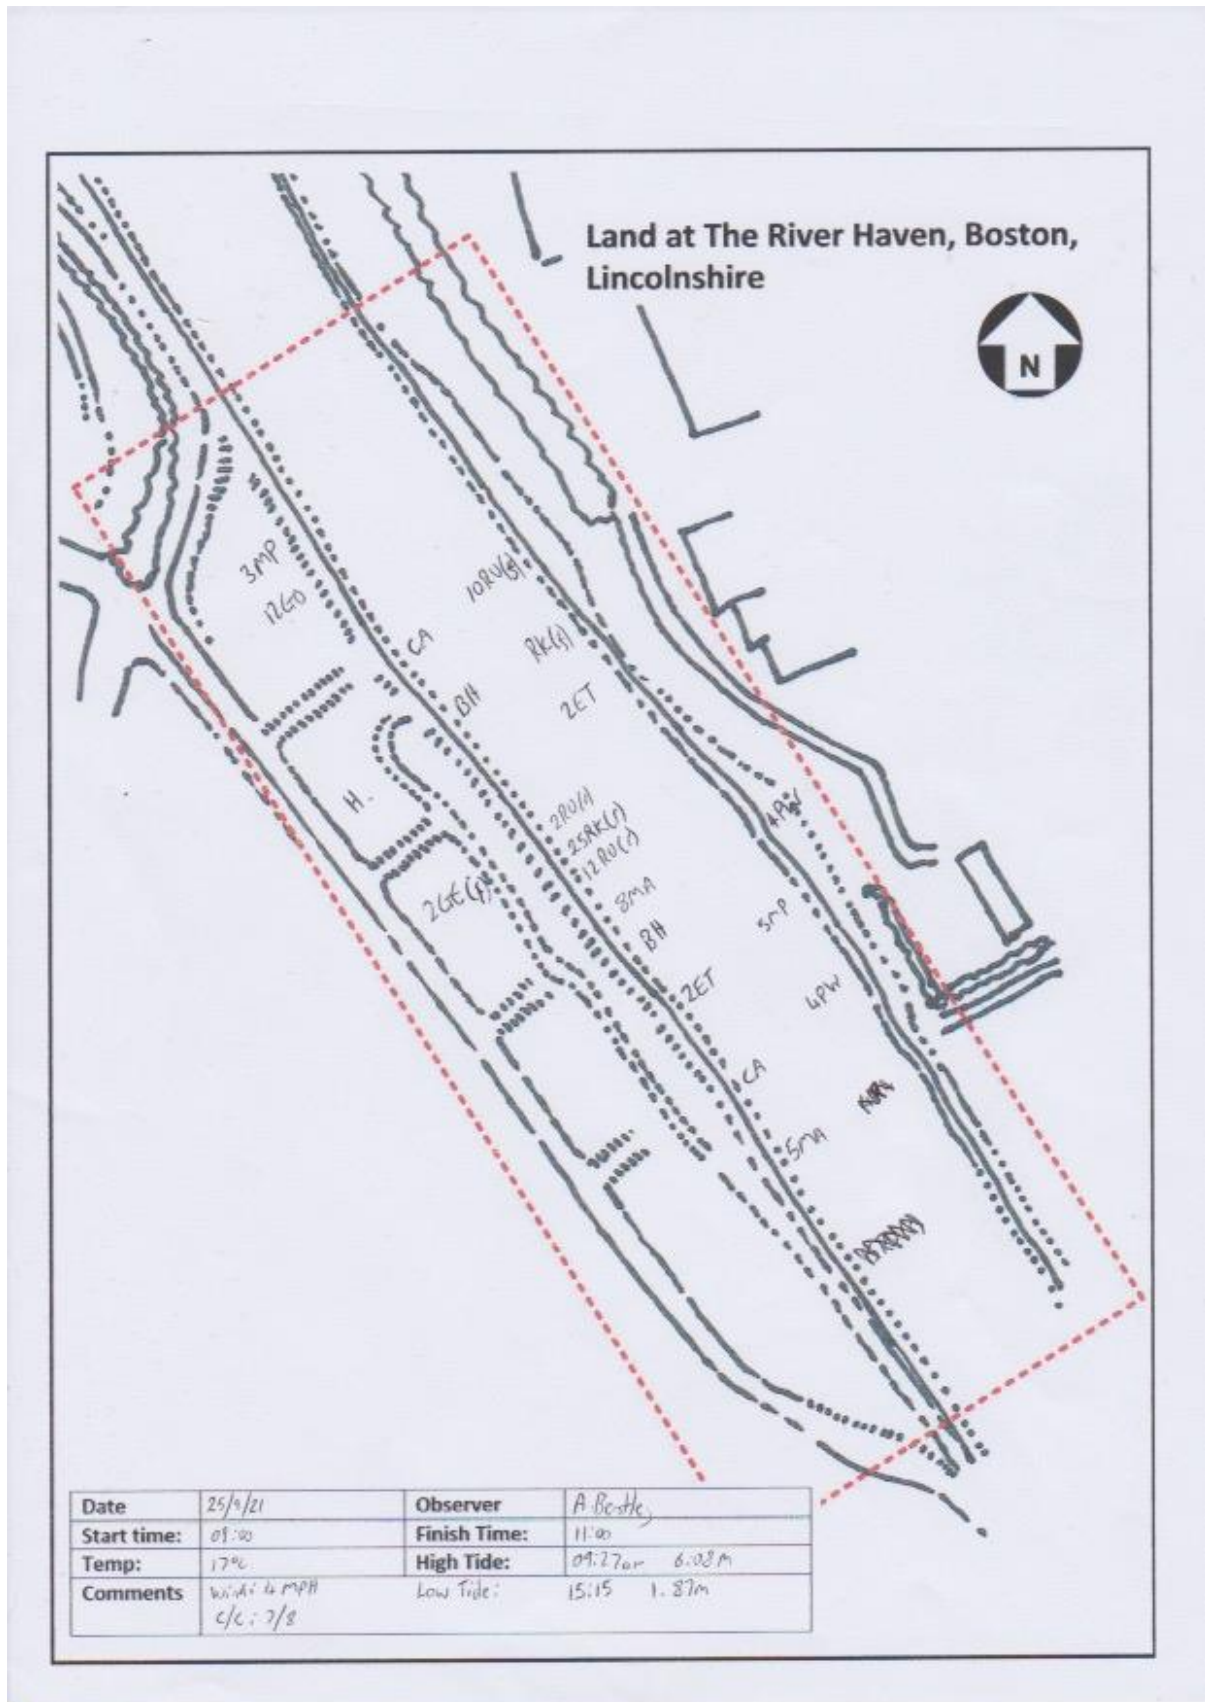 Land at The River Haven, Boston,
Lincolnshire
N
3MP
12GO
10RU(s)
CA
RK(s)
BH
2ET
H.
2RU
25RK(r)
12RU(r)
4PW
2GE(j)
8MA
5MP
BH
2ET
4PW
CA
5MA
Date 25/9/21 Observer A
Start time: 09:00 Finish Time: 11:00
Temp: 17°C High Tide: 09:27am 6.08m
Comments Wind: 4 MPH Low Tide: 15:15 1.87m
C/C: 7/8